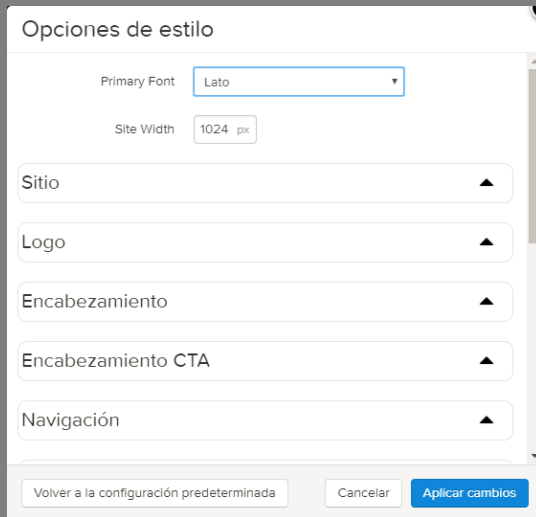 Opciones de estilo
Primary Font Lato
Site Width 1024 px
Sitio
Logo
Encabezamiento
Encabezamiento CTA
Navigación
Volver a la configuración predeterminada Cancelar Aplicar cambios